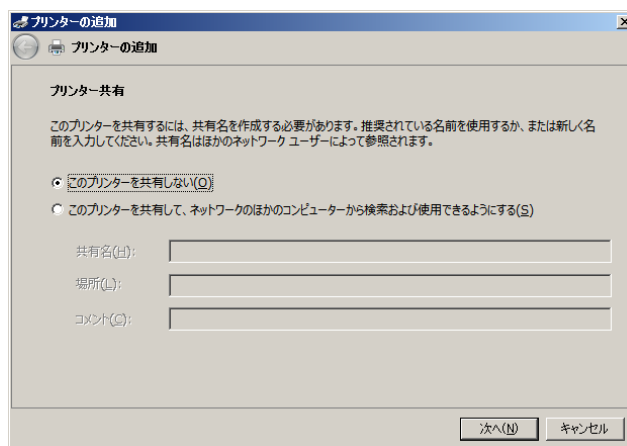 プリンターの追加
プリンターの追加
プリンター共有
このプリンターを共有するには、共有名を作成する必要があります。推奨されている名前を使用するか、または新しく名
前を入力してください。共有名はほかのネットワーク ユーザーによって参照されます。
このプリンターを共有しない(O)
このプリンターを共有して、ネットワークのほかのコンピューターから検索および使用できるようにする(S)
共有名(H):
場所(L):
コメント(C):
次へ(N) キャンセル